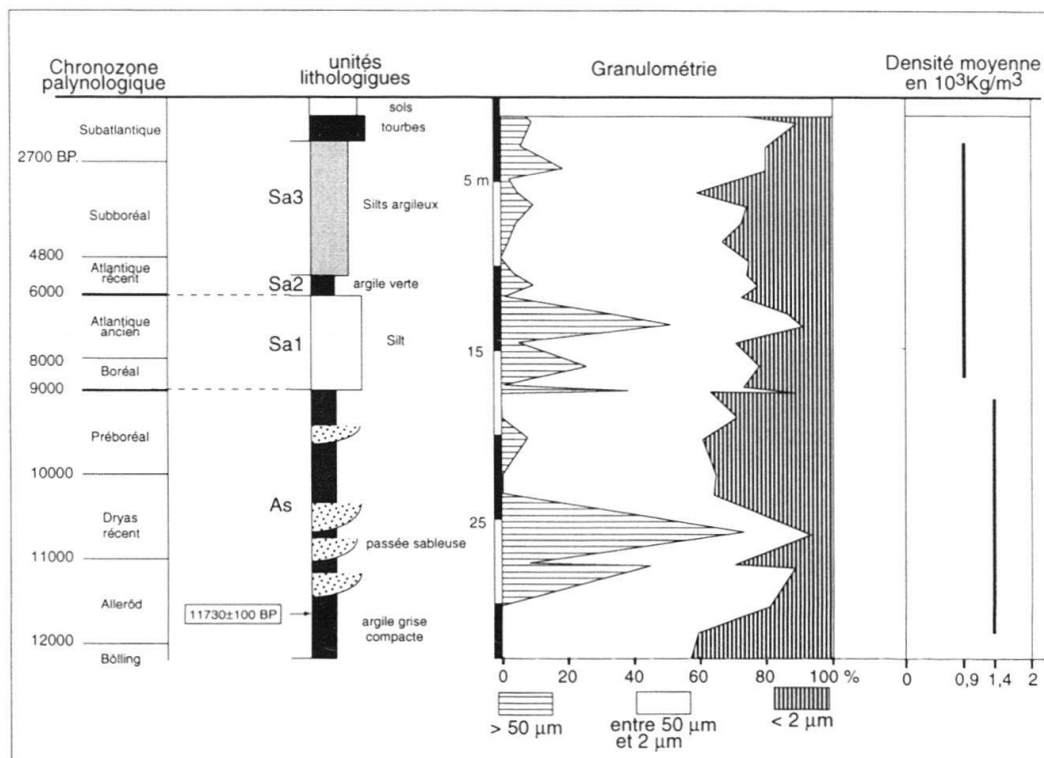 Chronozone
palynologique
unités
lithologiques
Granulométrie
Densité moyenne
en 10³Kg/m³
sols
tourbes
Subatlantique
2700 BP.
5 m
Sa3
Silts argileux
Subboréal
4800
Atlantique
récent
Sa2
argile verte
6000
Atlantique
ancien
Sa1
Silt
15
8000
Boréal
9000
Préboréal
10000
As
25
Dryas
récent
passée sableuse
11000
Allerôd
11730±100 BP
argile grise
compacte
12000
Bölling
0 20 40 60 80 100 %
0 0,9 1,4 2
> 50 µm
entre 50 µm
et 2 µm
< 2 µm